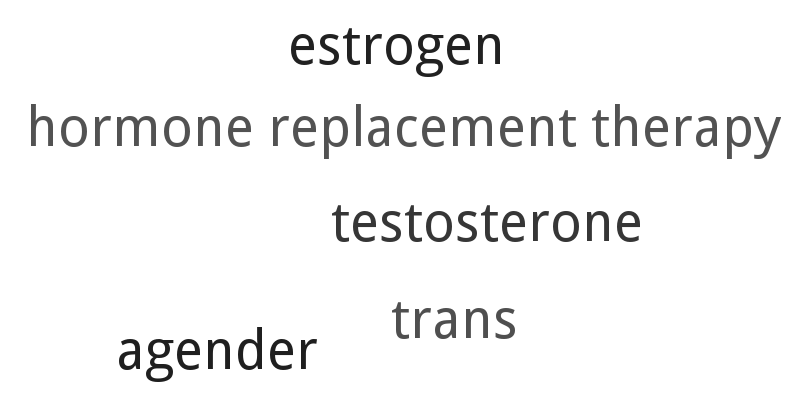 estrogen
hormone replacement therapy
testosterone
trans
agender